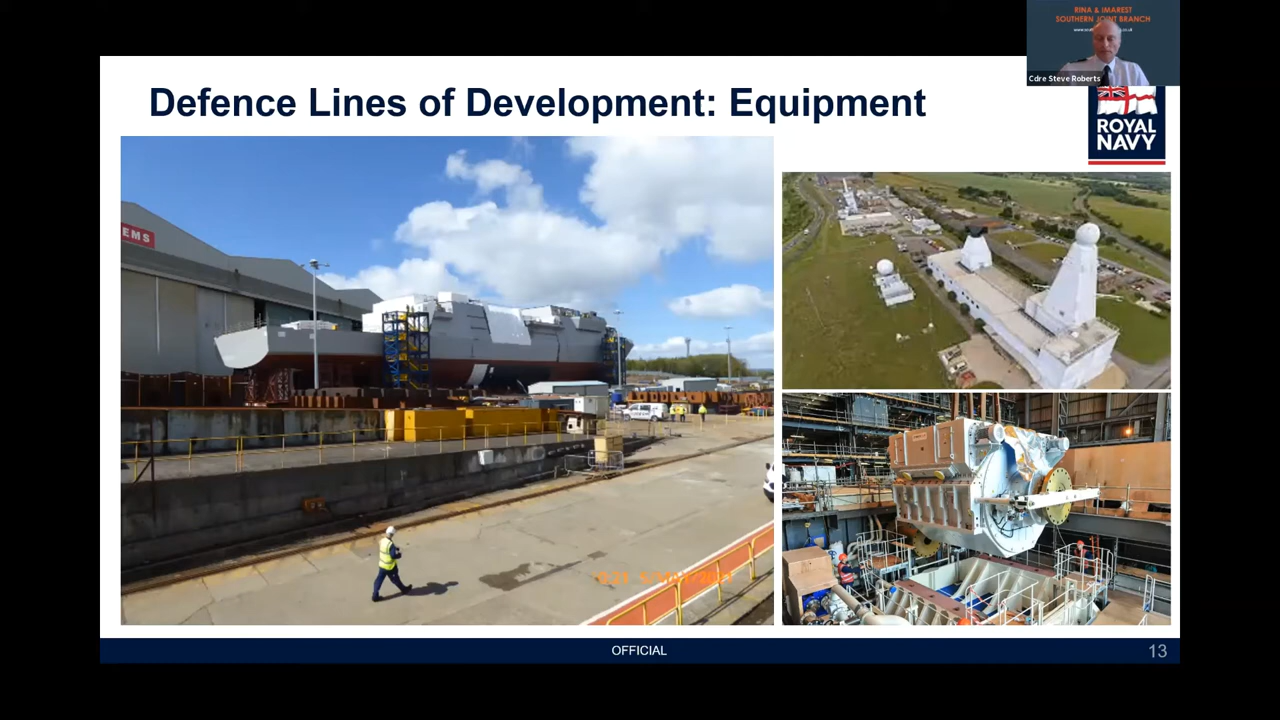 RINA & IMAREST
SOUTHERN JOINT BRANCH
Cdre Steve Roberts
Defence Lines of Development: Equipment
ROYAL
NAVY
EMS
OFFICIAL
13